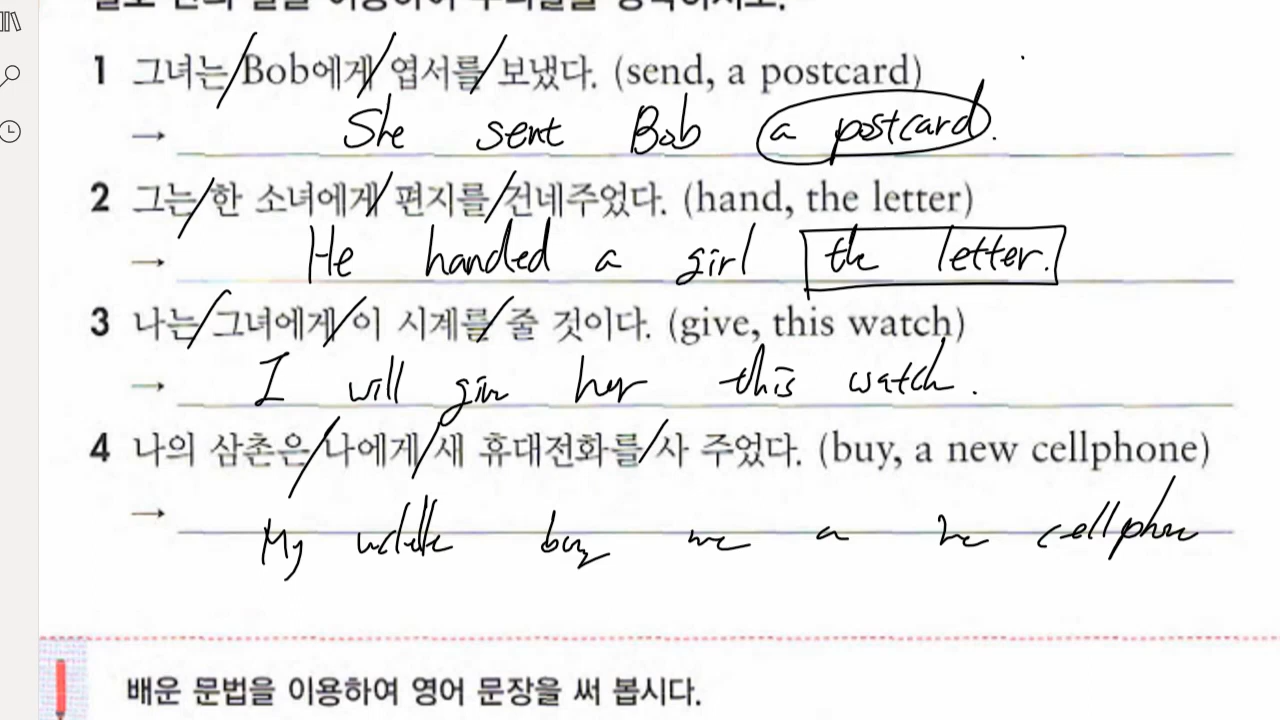 1 그녀는/Bob에게/엽서를/보냈다. (send, a postcard)
→ She sent Bob a postcard.
2 그는/한 소녀에게/편지를/건네주었다. (hand, the letter)
→ He handed a girl the letter.
3 나는/그녀에게/이 시계를/줄 것이다. (give, this watch)
→ I will give her this watch.
4 나의 삼촌은/나에게/새 휴대전화를/사 주었다. (buy, a new cellphone)
→ My buy me a cellphone
배운 문법을 이용하여 영어 문장을 써 봅시다.